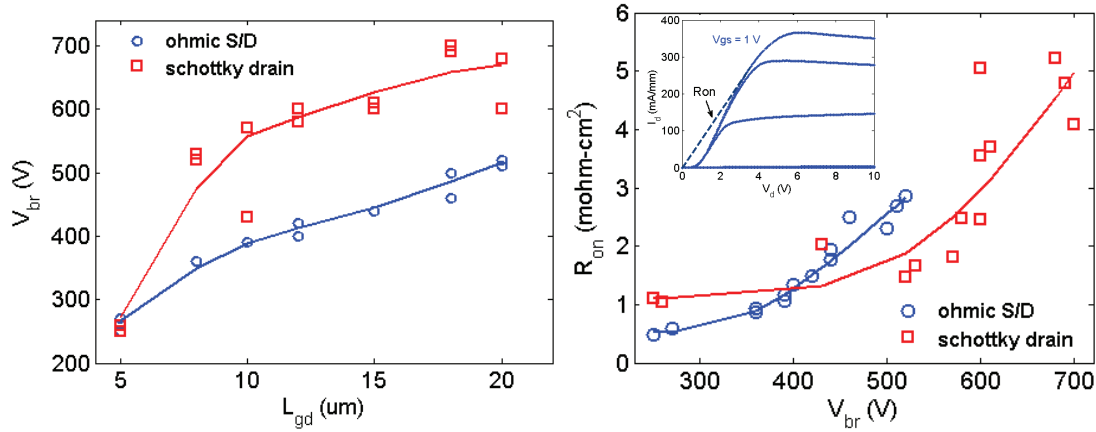 700
600
500
400
300
200
V_br (V)
5
10
15
20
L_gd (um)
ohmic S/D
schottky drain
6
5
4
3
2
1
0
R_on (mohm-cm²)
300
400
500
600
700
V_br (V)
ohmic S/D
schottky drain
400
300
200
100
0
I_d (mA/mm)
Vgs = 1 V
Ron
0
2
4
6
8
10
V_d (V)